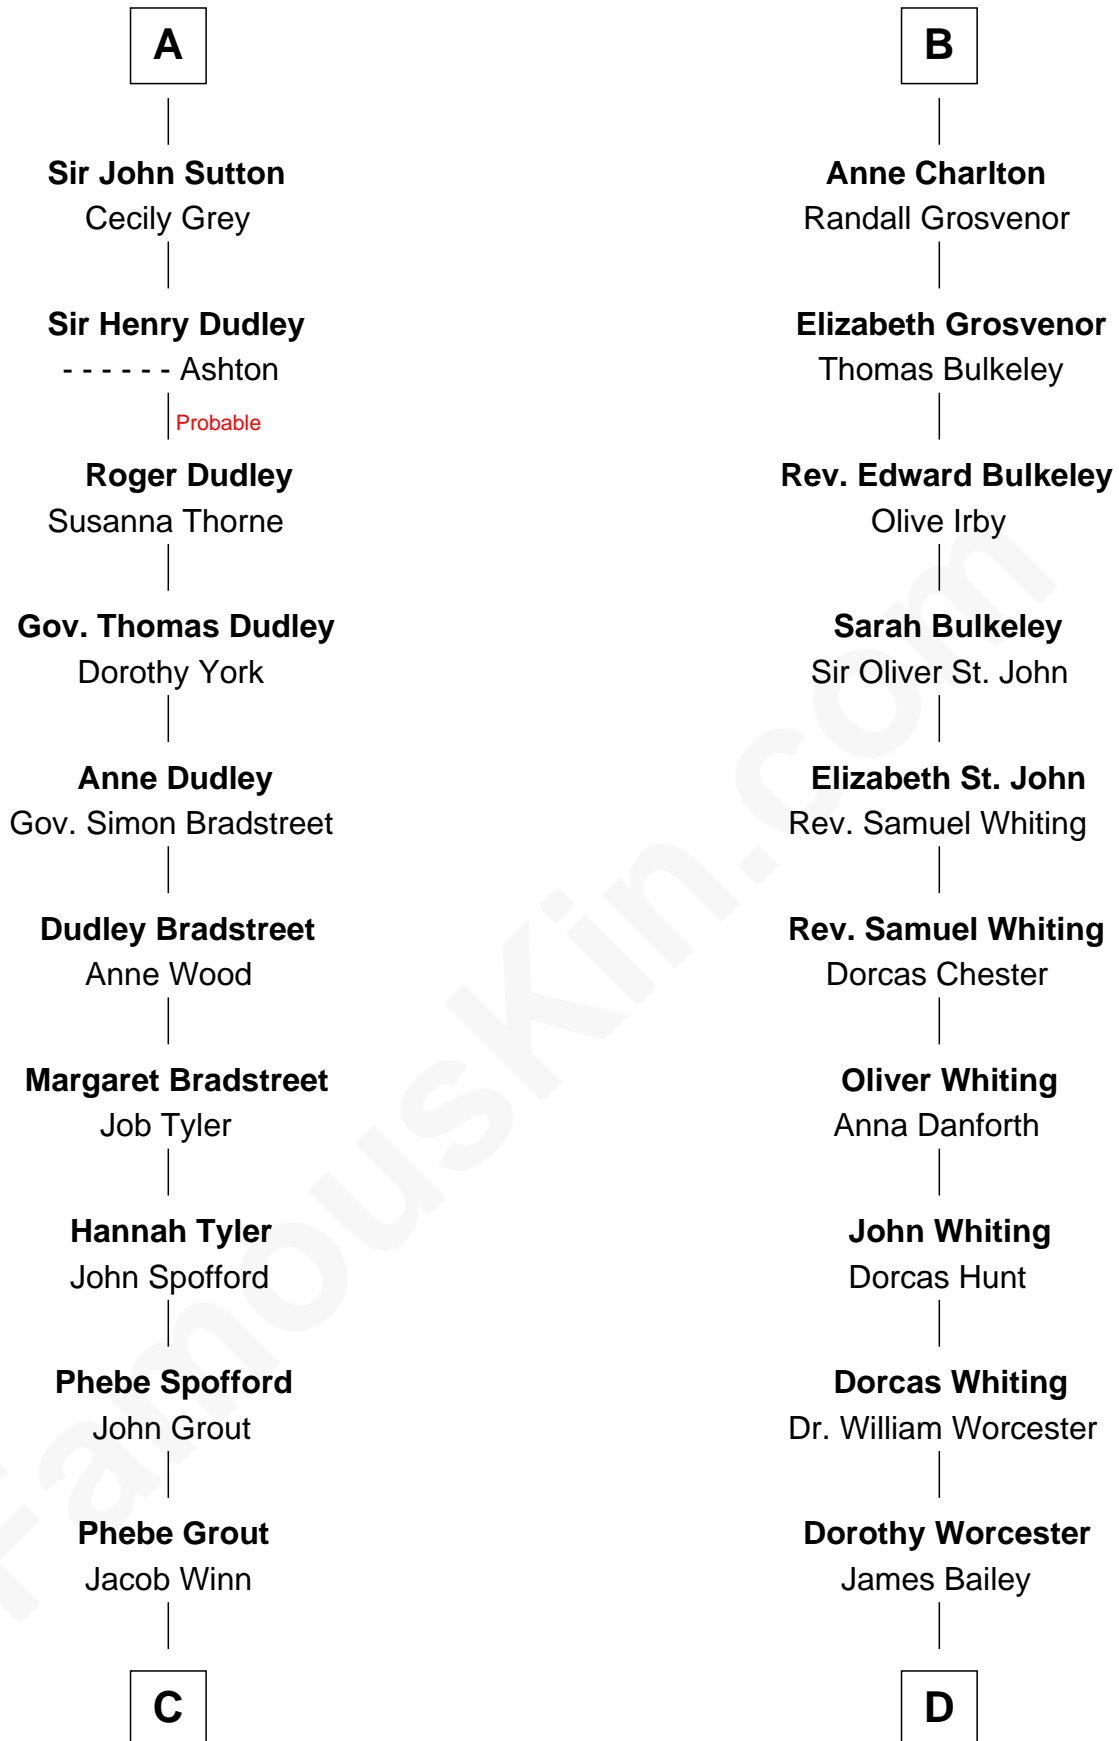 A
Sir John Sutton
Cecily Grey
Sir Henry Dudley
- - - - - - Ashton
Probable
Roger Dudley
Susanna Thorne
Gov. Thomas Dudley
Dorothy York
Anne Dudley
Gov. Simon Bradstreet
Dudley Bradstreet
Anne Wood
Margaret Bradstreet
Job Tyler
Hannah Tyler
John Spofford
Phebe Spofford
John Grout
Phebe Grout
Jacob Winn
C
B
Anne Charlton
Randall Grosvenor
Elizabeth Grosvenor
Thomas Bulkeley
Rev. Edward Bulkeley
Olive Irby
Sarah Bulkeley
Sir Oliver St. John
Elizabeth St. John
Rev. Samuel Whiting
Rev. Samuel Whiting
Dorcas Chester
Oliver Whiting
Anna Danforth
John Whiting
Dorcas Hunt
Dorcas Whiting
Dr. William Worcester
Dorothy Worcester
James Bailey
D
FamousKin.com